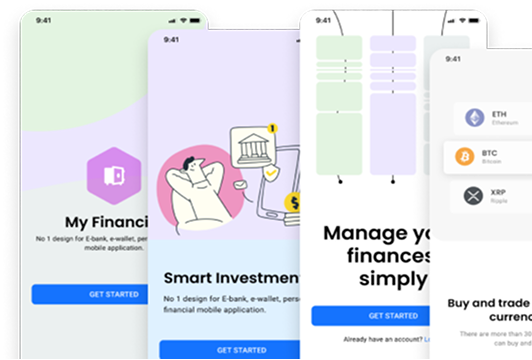 9:41
My Financi
No 1 design for E-bank, e-wallet, per
mobile application.
GET STARTED
9:41
1
$
Smart Investmen
No 1 design for E-bank, e-wallet, pers
financial mobile application.
GET STARTED
9:41
Manage yo
finances
simply
GET STARTED
Already have an account? L
9:41
ETH
Ethereum
BTC
Bitcoin
XRP
Ripple
Buy and trade
currenc
There are more than 30
can buy and